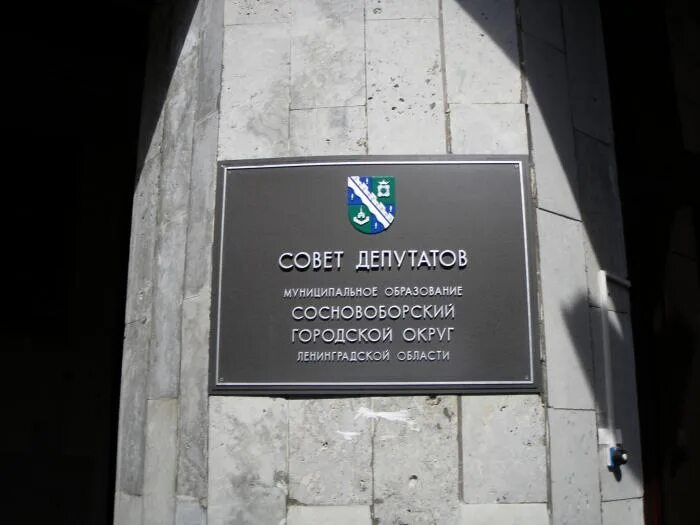 СОВЕТ ДЕПУТАТОВ
МУНИЦИПАЛЬНОЕ ОБРАЗОВАНИЕ
СОСНОВОБОРСКИЙ
ГОРОДСКОЙ ОКРУГ
ЛЕНИНГРАДСКОЙ ОБЛАСТИ